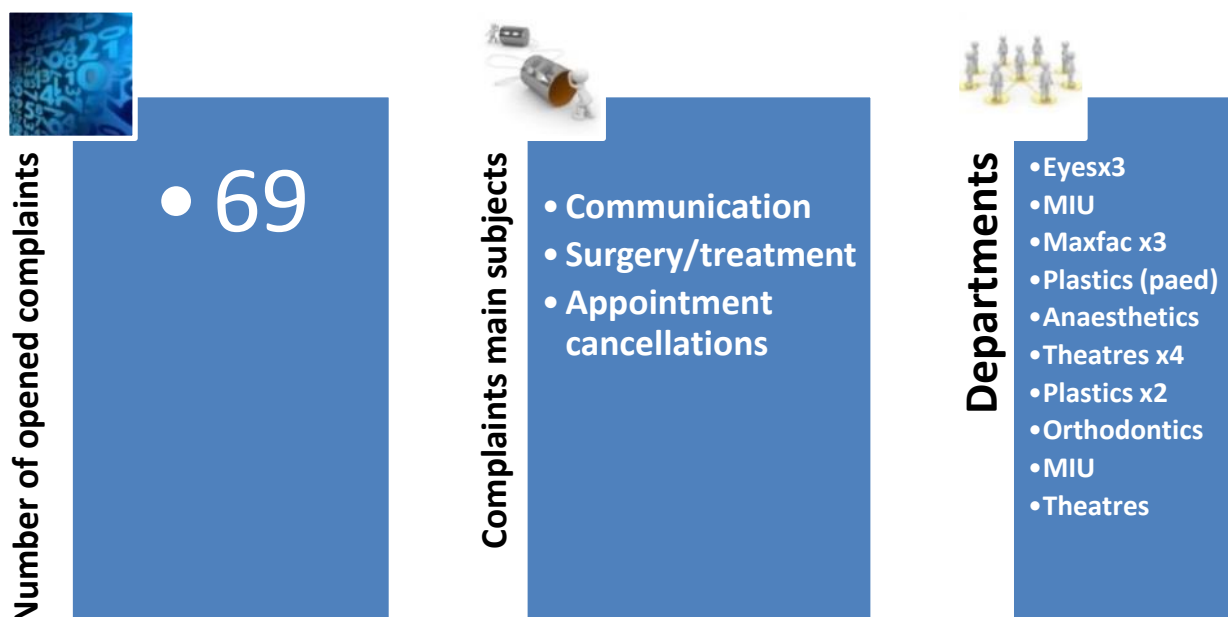 Number of opened complaints
• 69
Complaints main subjects
• Communication
• Surgery/treatment
• Appointment
cancellations
Departments
•Eyesx3
•MIU
•Maxfac x3
•Plastics (paed)
•Anaesthetics
•Theatres x4
•Plastics x2
•Orthodontics
•MIU
•Theatres